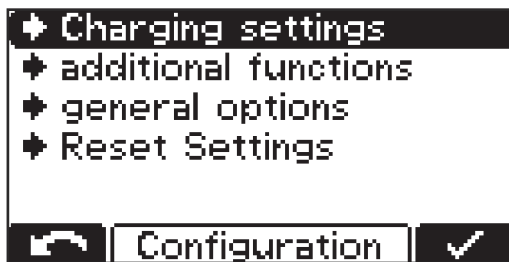 Charging settings
additional functions
general options
Reset Settings
Configuration